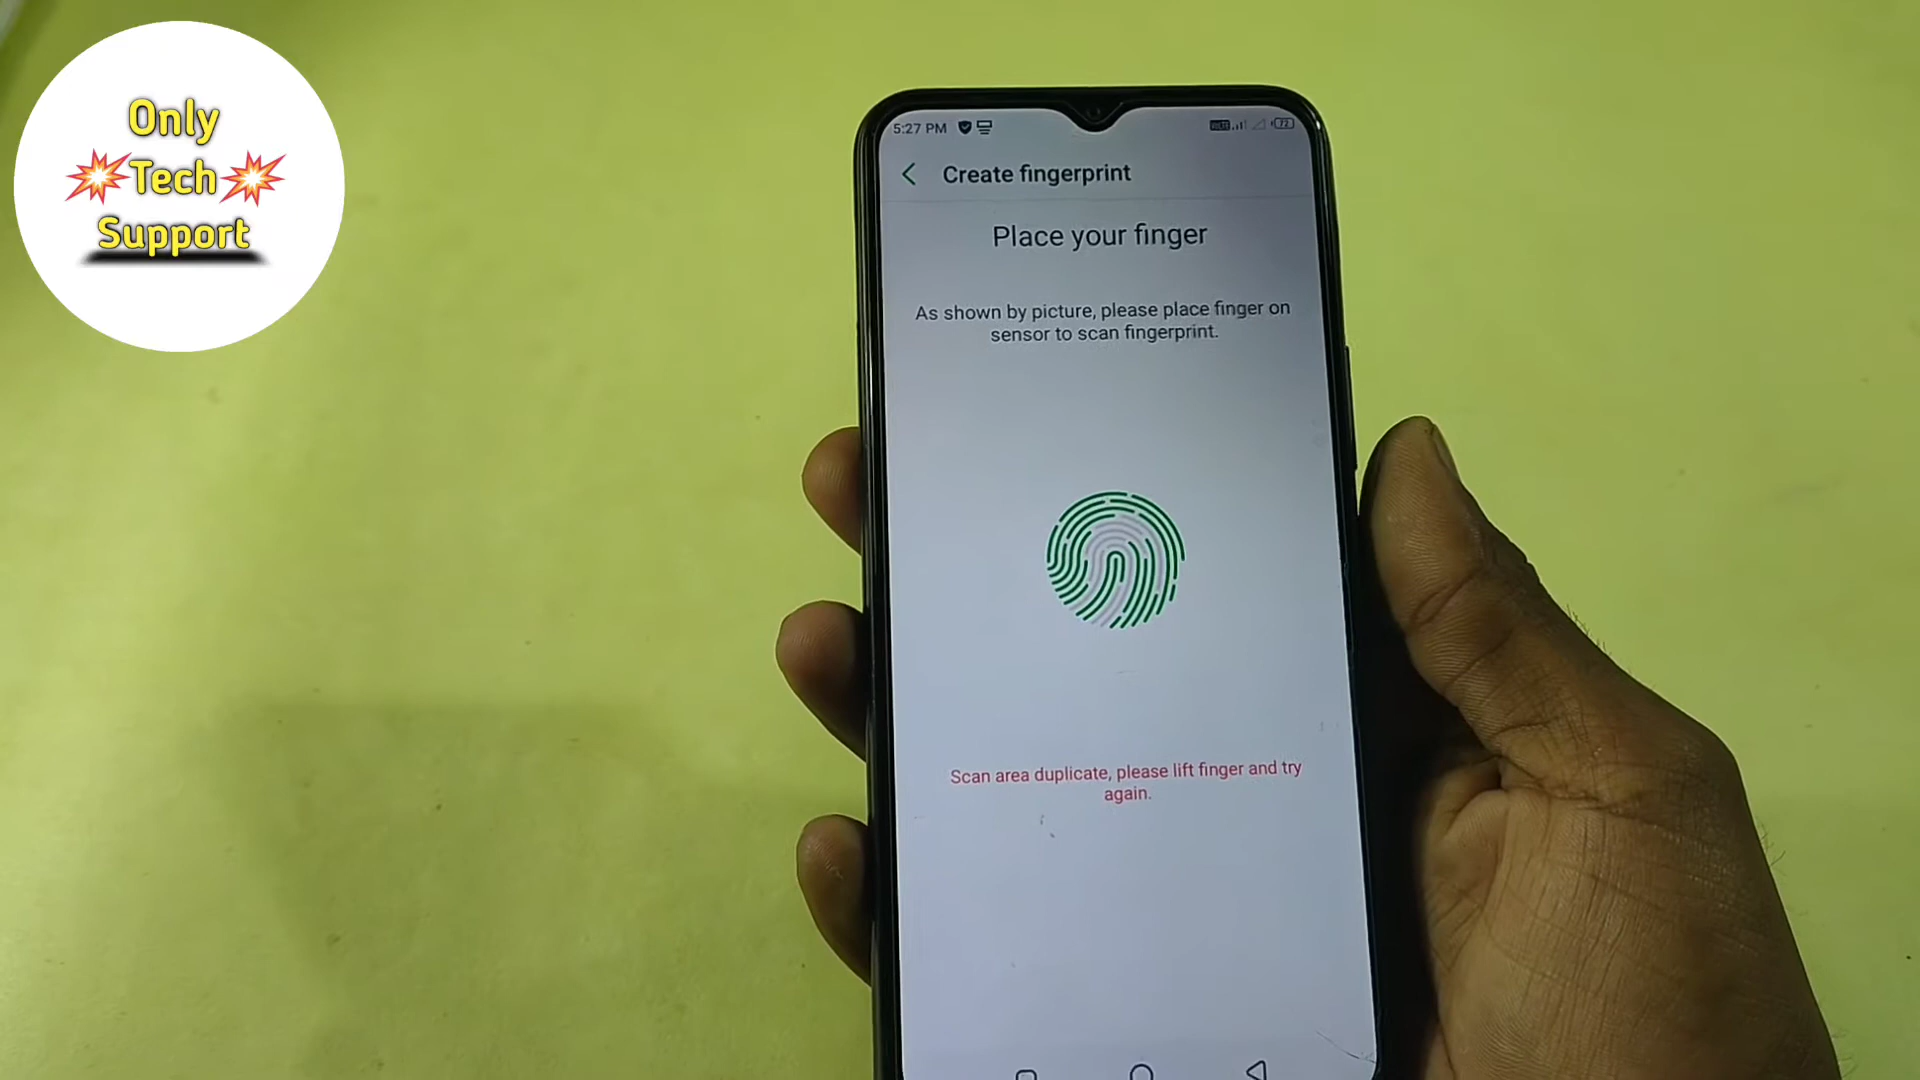 Only
Tech
Support
5:27 PM
72
Create fingerprint
Place your finger
As shown by picture, please place finger on
sensor to scan fingerprint.
Scan area duplicate, please lift finger and try
again.